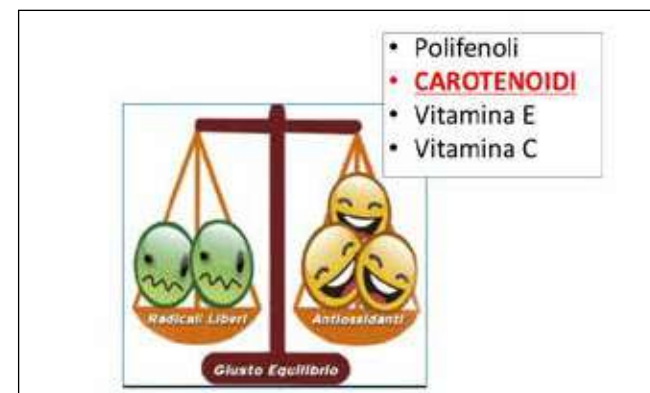 • Polifenoli
• CAROTENOIDI
• Vitamina E
• Vitamina C
Radicali Liberi
Antiossidanti
Giusto Equilibrio